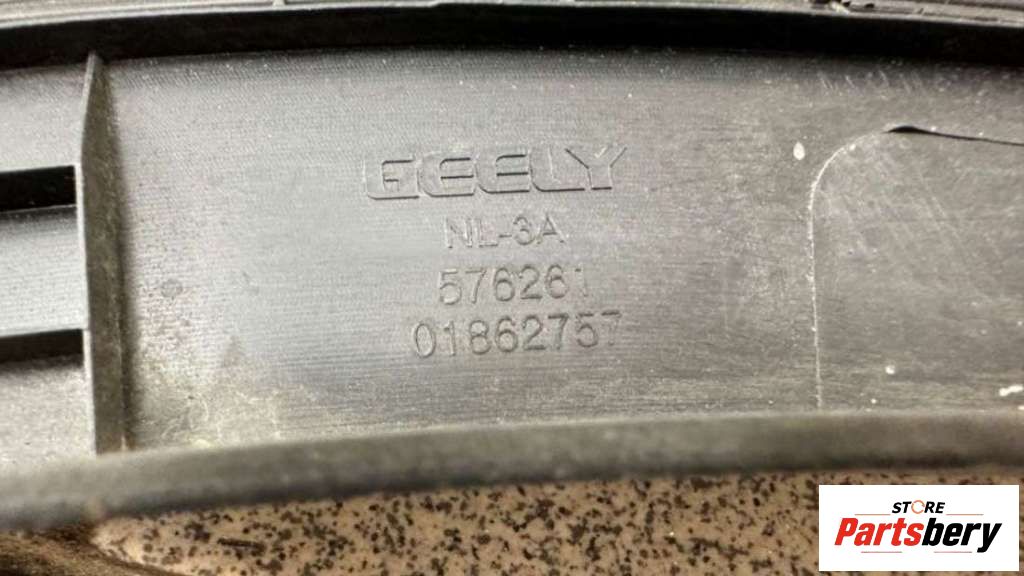 GEELY
NL-3A
576261
01862757
STORE
Partsbery